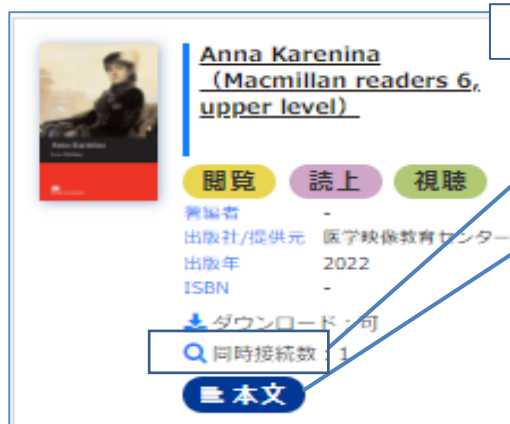 Anna Karenina
（Macmillan readers 6,
upper level）
閲覧 読上 視聴
Anna Karenina
著編者 -
出版社/提供元 医学映像教育センター
出版年 2022
ISBN -
ダウンロード：可
同時接続数：1
本文